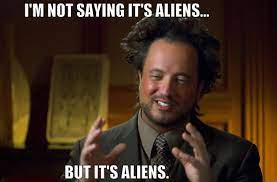 I'M NOT SAYING IT'S ALIENS...
BUT IT'S ALIENS.